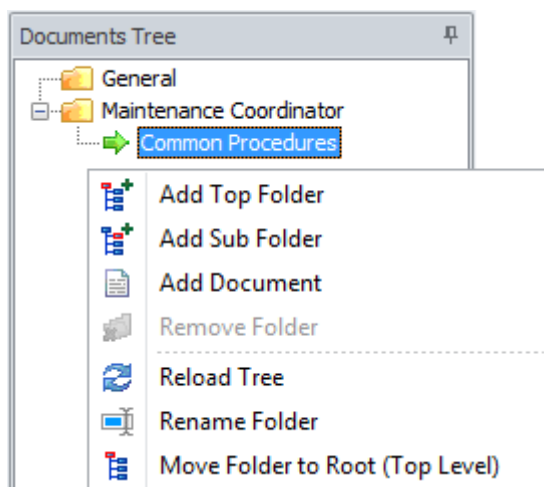 Documents Tree
General
Maintenance Coordinator
Common Procedures
Add Top Folder
Add Sub Folder
Add Document
Remove Folder
Reload Tree
Rename Folder
Move Folder to Root (Top Level)